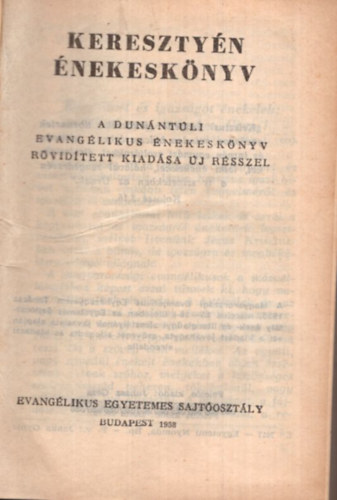 KERESZTYÉN
ÉNEKESKÖNYV
A DUNÁNTÚLI
EVANGÉLIKUS ÉNEKESKÖNYV
RÖVIDÍTETT KIADÁSA ÚJ RÉSSZEL
EVANGÉLIKUS EGYETEMES SAJTÓOSZTÁLY
BUDAPEST